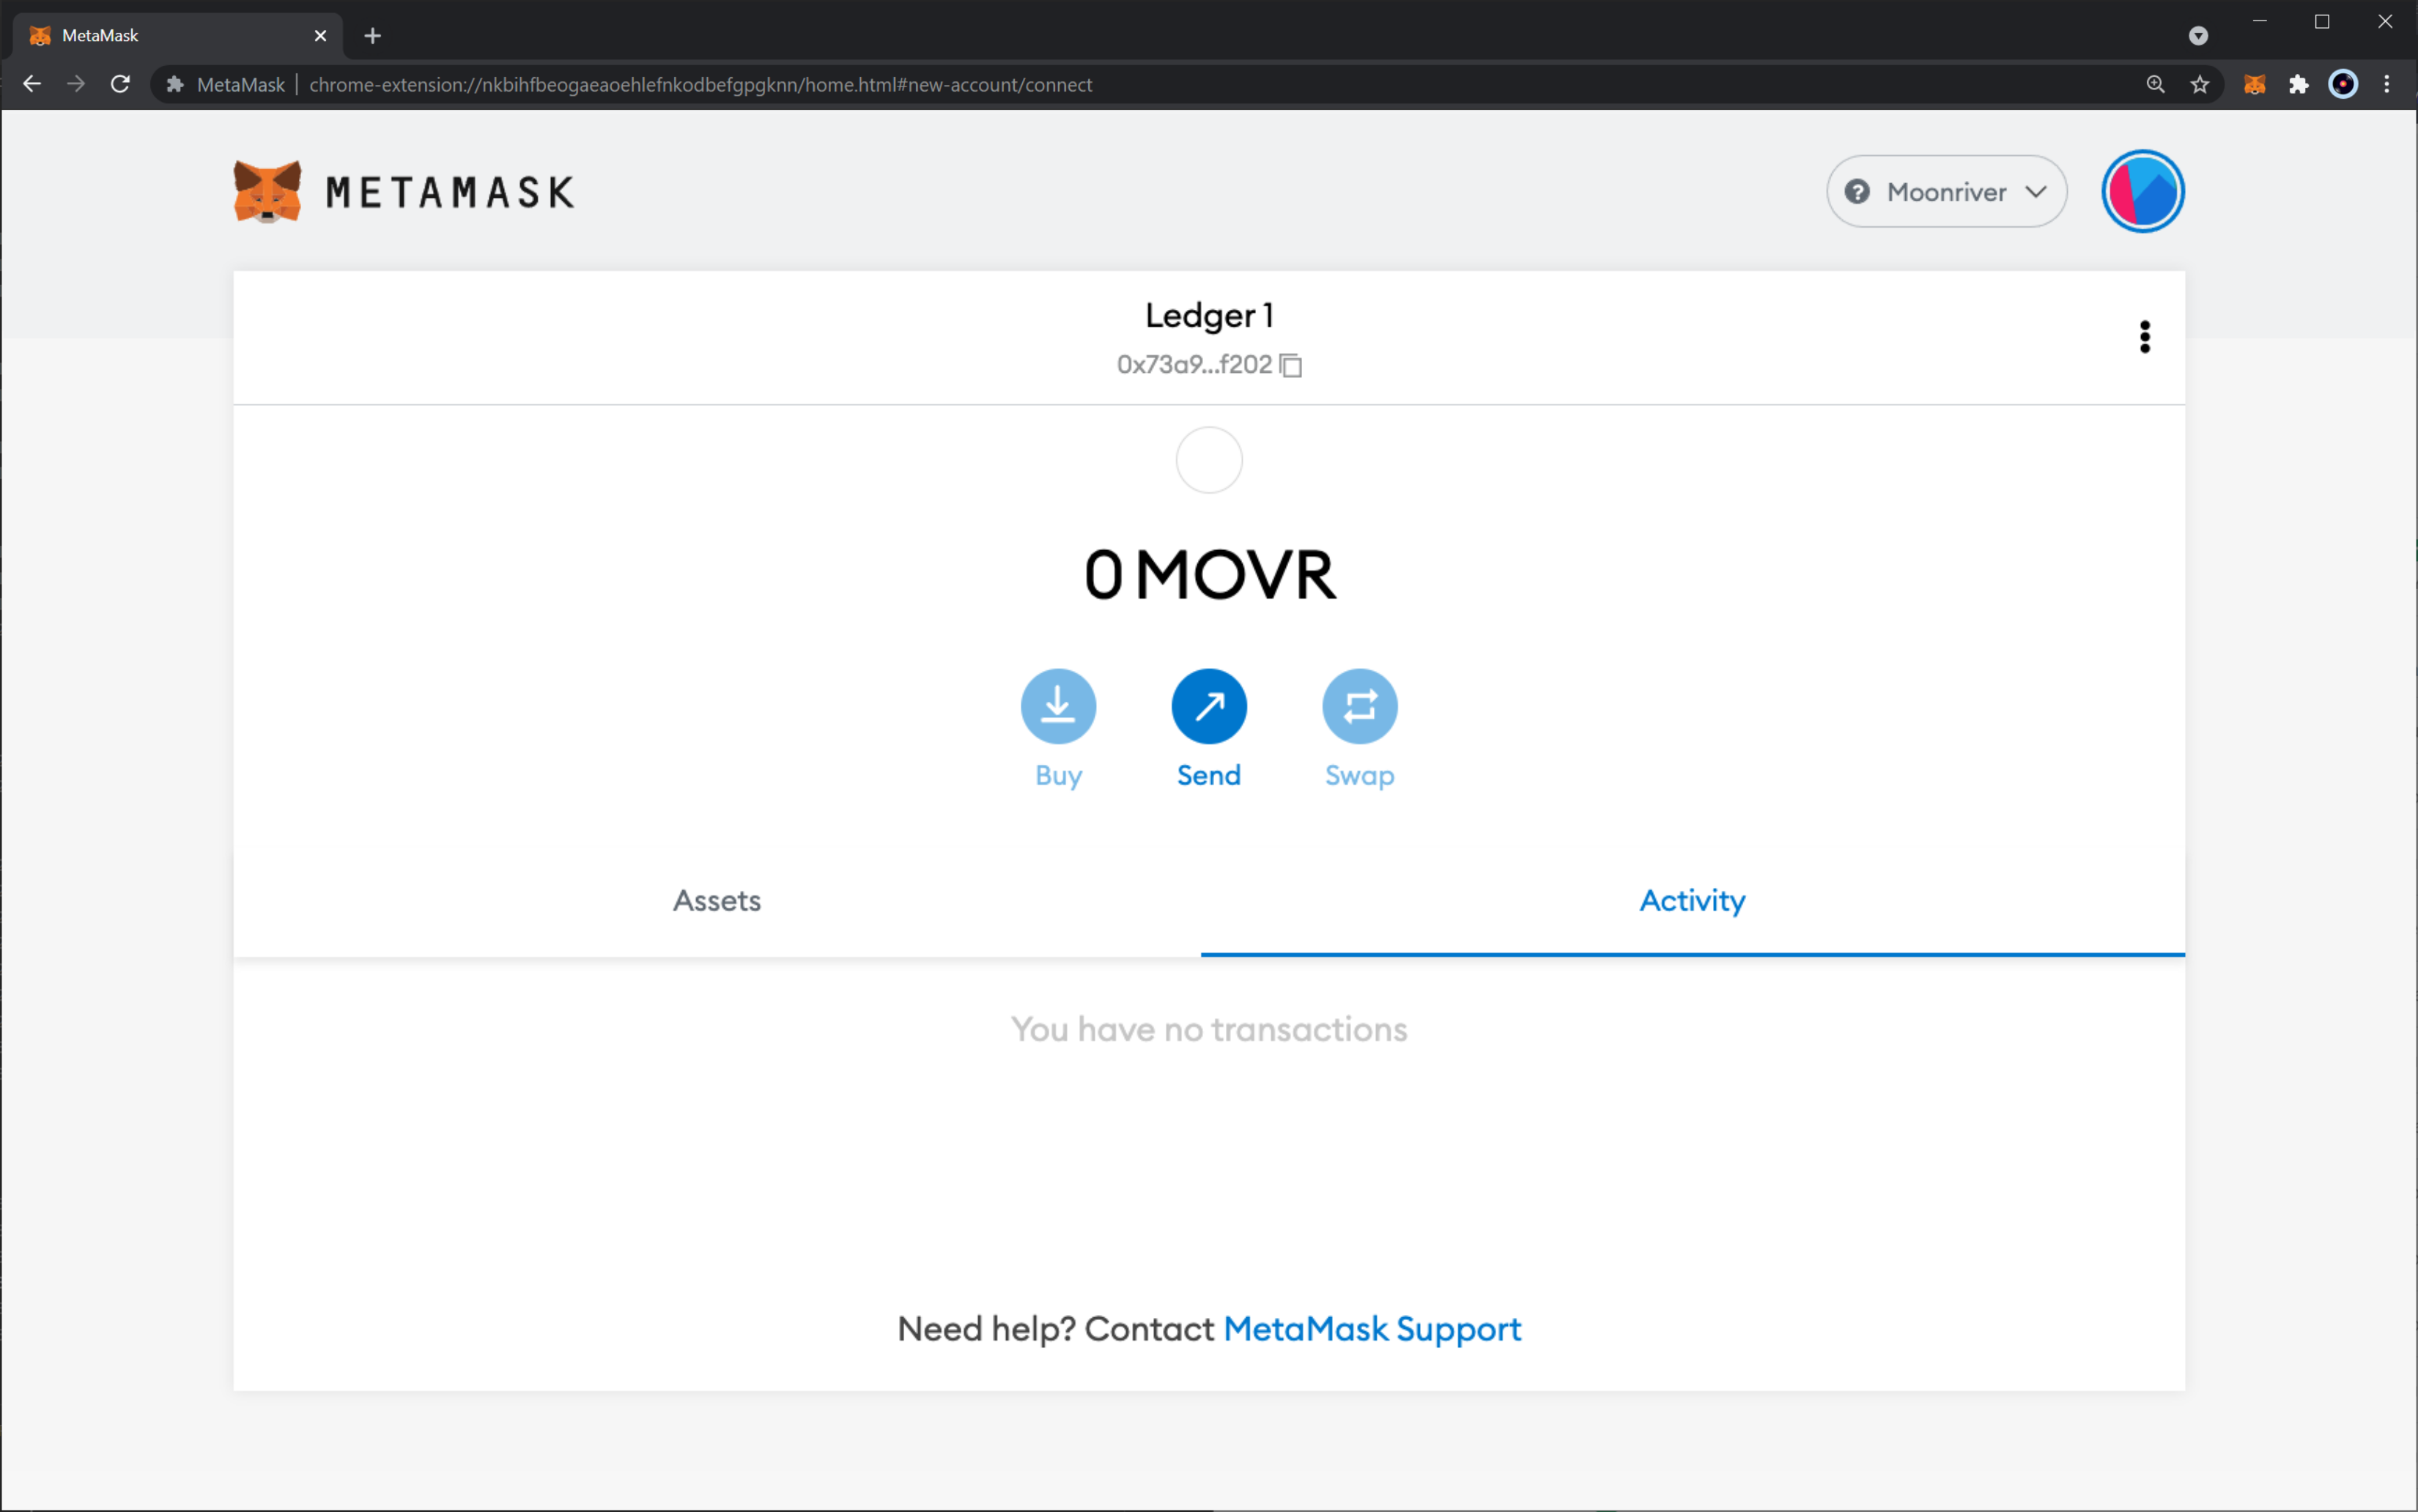 MetaMask
MetaMask | chrome-extension://nkbihfbeogaeaoehlefnkodbefgpgknn/home.html#new-account/connect
METAMASK
Moonriver
Ledger 1
0x73a9...f202
0 MOVR
Buy Send Swap
Assets Activity
You have no transactions
Need help? Contact MetaMask Support